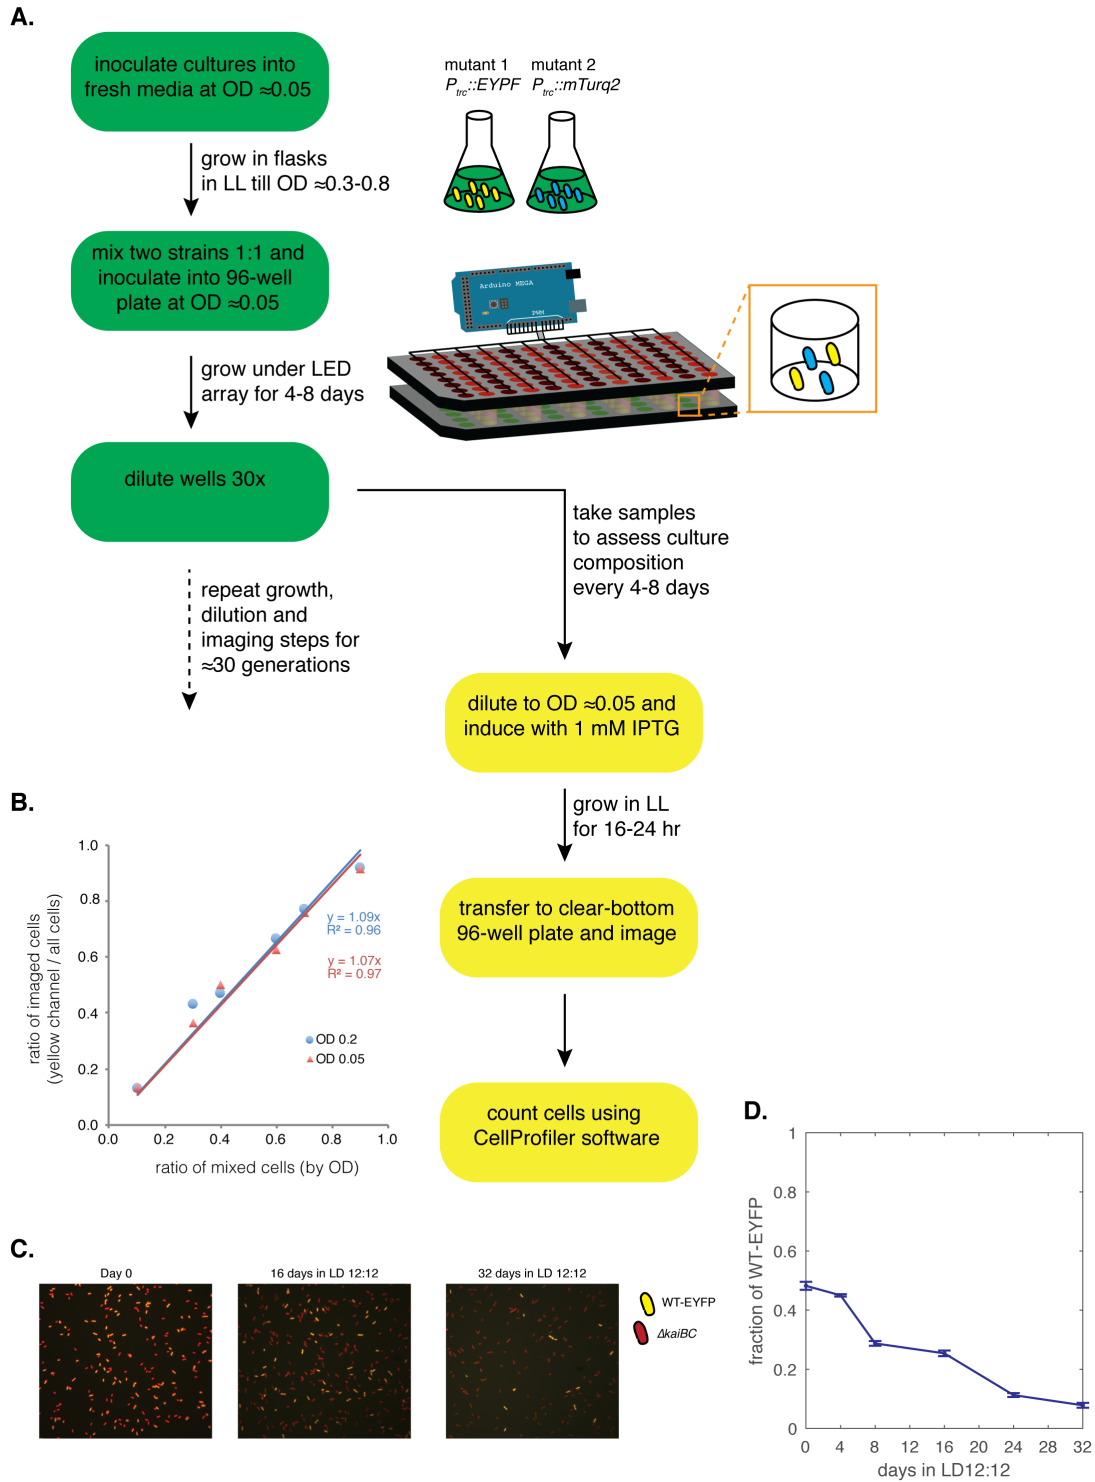 A.
inoculate cultures into
fresh media at OD ≈0.05
grow in flasks
in LL till OD ≈0.3-0.8
mutant 1
Ptrc::EYPF
mutant 2
Ptrc::mTurq2
mix two strains 1:1 and
inoculate into 96-well
plate at OD ≈0.05
Arduino MEGA
PWM
grow under LED
array for 4-8 days
dilute wells 30x
take samples
to assess culture
composition
every 4-8 days
repeat growth,
dilution and
imaging steps for
≈30 generations
dilute to OD ≈0.05 and
induce with 1 mM IPTG
grow in LL
for 16-24 hr
transfer to clear-bottom
96-well plate and image
count cells using
CellProfiler software
B.
ratio of imaged cells
(yellow channel / all cells)
1.0
0.8
0.6
0.4
0.2
0.0
y = 1.09x
R² = 0.96
y = 1.07x
R² = 0.97
OD 0.2
OD 0.05
0.0 0.2 0.4 0.6 0.8 1.0
ratio of mixed cells (by OD)
C.
Day 0
16 days in LD 12:12
32 days in LD 12:12
WT-EYFP
ΔkaiBC
D.
fraction of WT-EYFP
1
0.8
0.6
0.4
0.2
0
0 4 8 12 16 20 24 28 32
days in LD12:12